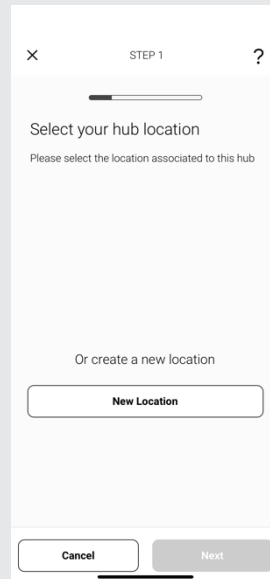 STEP 1
?
Select your hub location
Please select the location associated to this hub
Or create a new location
New Location
Cancel
Next